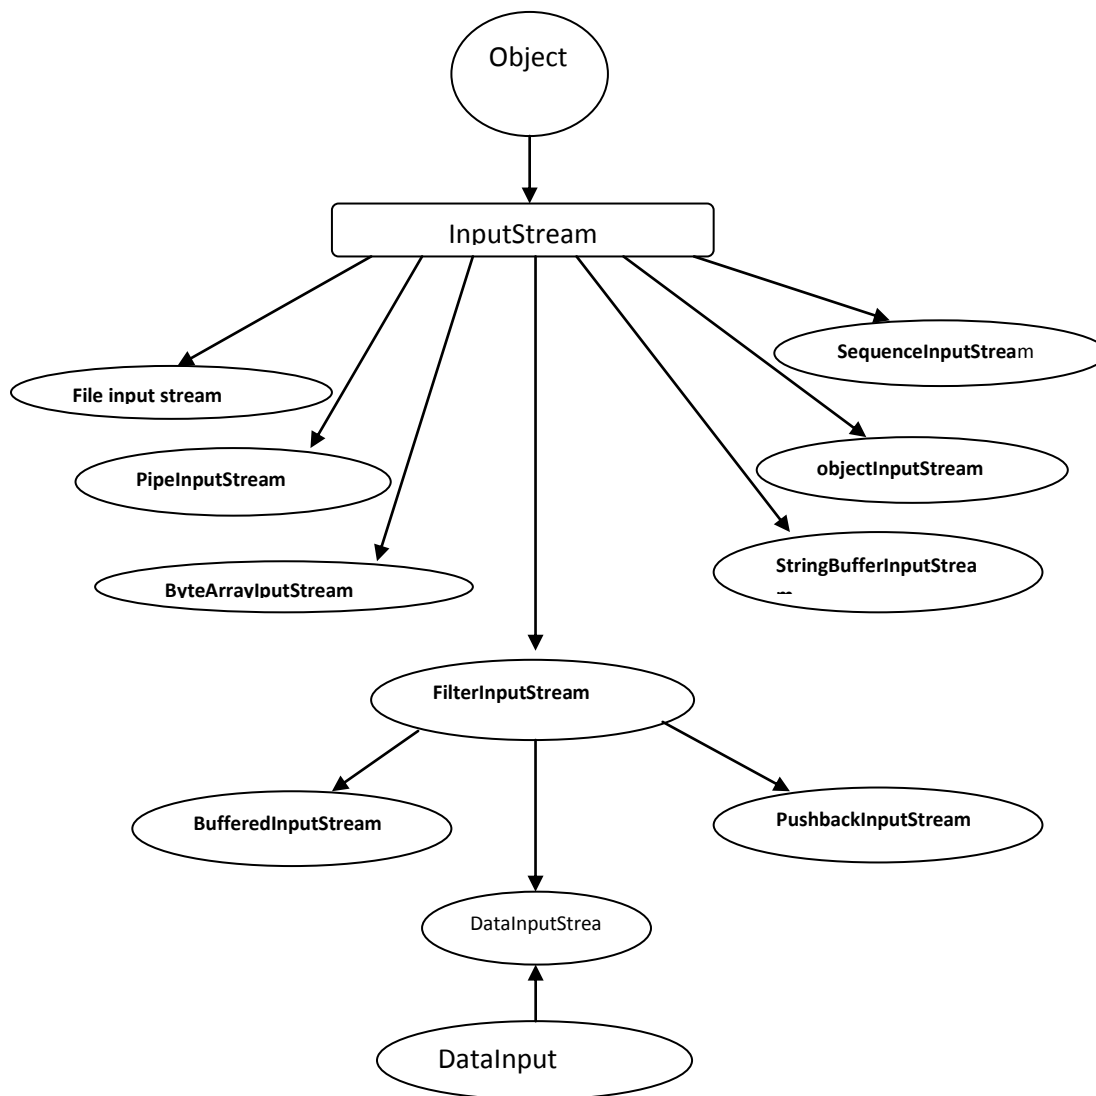 Object
InputStream
SequenceInputStream
File input stream
objectInputStream
PipeInputStream
StringBufferInputStrea
m
ByteArrayIputStream
FilterInputStream
BufferedInputStream
PushbackInputStream
DataInputStrea
DataInput